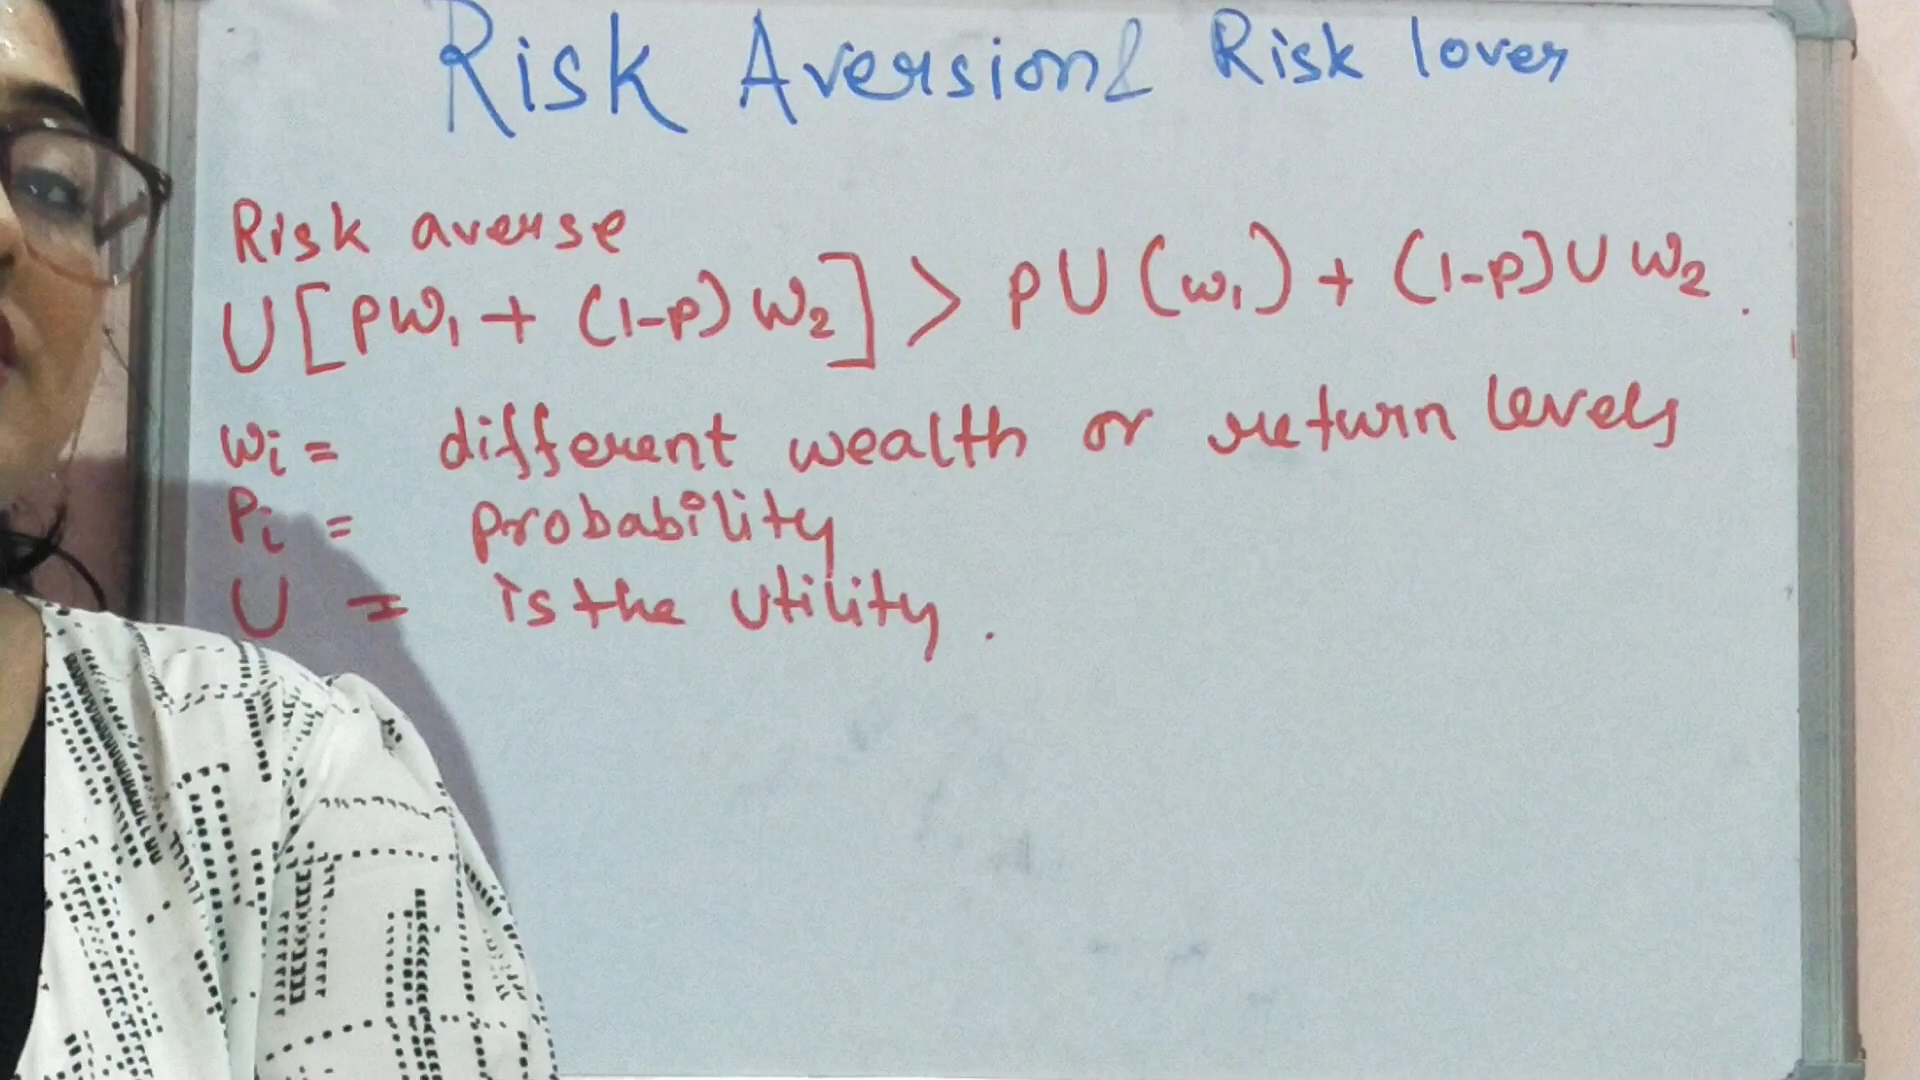 Risk Aversion & Risk lover
Risk averse
U[pw₁ + (1-p) w₂] > pU(w₁) + (1-p)U w₂.
wi = different wealth or return levels
Pi = probability
U = is the utility.